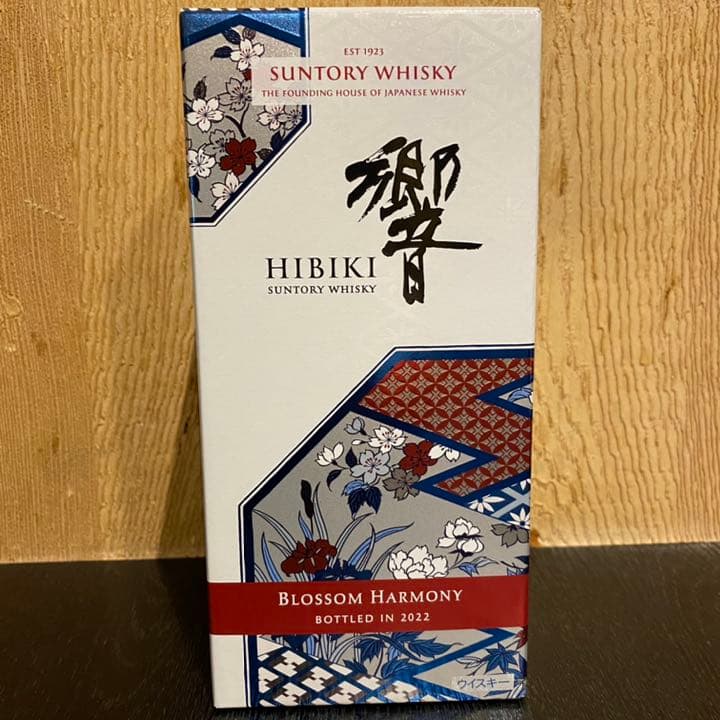 EST 1923
SUNTORY WHISKY
THE FOUNDING HOUSE OF JAPANESE WHISKY
響
HIBIKI
SUNTORY WHISKY
BLOSSOM HARMONY
BOTTLED IN 2022
ウイスキー